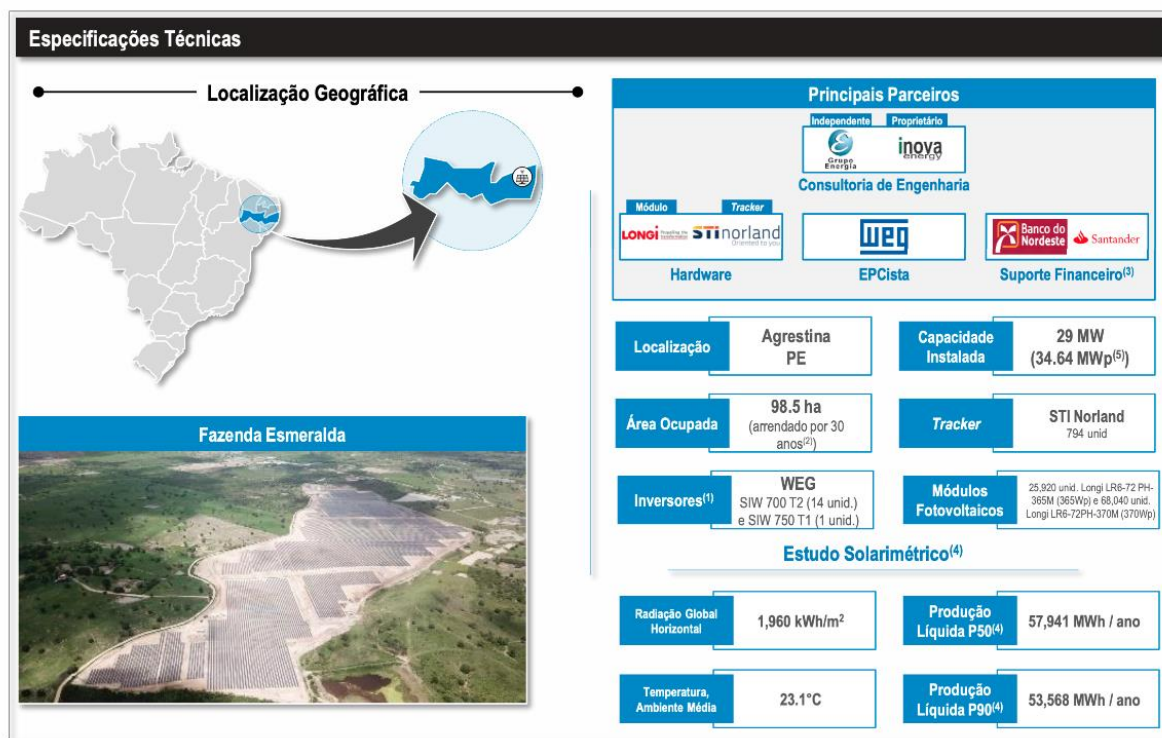 Especificações Técnicas
Localização Geográfica
Principais Parceiros
Independente
Proprietário
Grupo
Energia
inova
energy
Consultoria de Engenharia
Módulo
Tracker
LONGi
STInorland
Oriented to you
Hardware
WEG
EPCista
Banco do
Nordeste
Santander
Suporte Financeiro(3)
Localização
Agrestina
PE
Capacidade
Instalada
29 MW
(34.64 MWp(5))
Área Ocupada
98.5 ha
(arrendado por 30
anos(2))
Tracker
STI Norland
794 unid
Inversores(1)
WEG
SIW 700 T2 (14 unid.)
e SIW 750 T1 (1 unid.)
Módulos
Fotovoltaicos
25,920 unid. Longi LR6-72 PH-
365M (365Wp) e 68,040 unid.
Longi LR6-72PH-370M (370Wp)
Fazenda Esmeralda
Estudo Solarimétrico(4)
Radiação Global
Horizontal
1,960 kWh/m²
Produção
Líquida P50(4)
57,941 MWh / ano
Temperatura,
Ambiente Média
23.1°C
Produção
Líquida P90(4)
53,568 MWh / ano